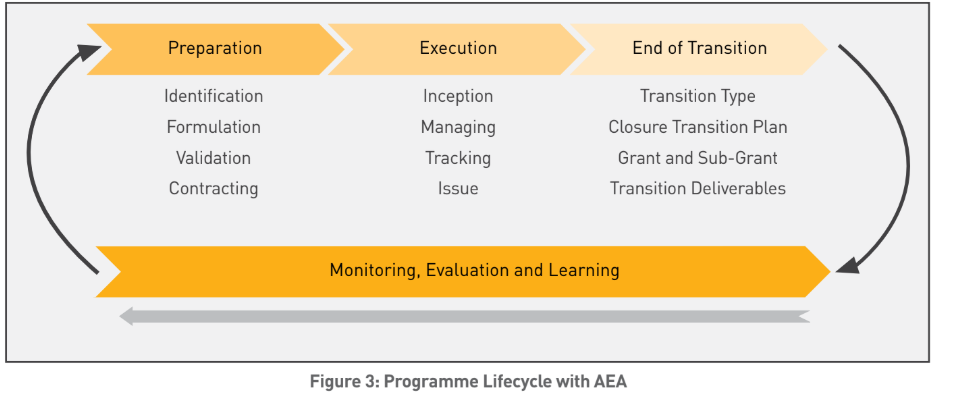 Preparation
Execution
End of Transition
Identification
Formulation
Validation
Contracting
Inception
Managing
Tracking
Issue
Transition Type
Closure Transition Plan
Grant and Sub-Grant
Transition Deliverables
Monitoring, Evaluation and Learning
Figure 3: Programme Lifecycle with AEA